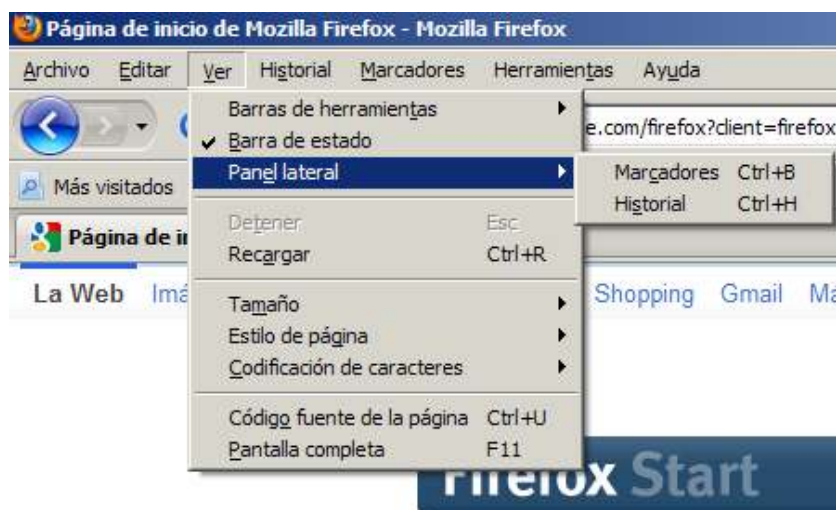 Página de inicio de Mozilla Firefox - Mozilla Firefox
Archivo Editar Ver Historial Marcadores Herramientas Ayuda
Barras de herramientas
e.com/firefox?client=firefox
Barra de estado
Panel lateral
Marcadores Ctrl+B
Historial Ctrl+H
Más visitados
Detener Esc
Página de in
Recargar Ctrl+R
La Web Imá
Shopping Gmail Ma
Tamaño
Estilo de página
Codificación de caracteres
Código fuente de la página Ctrl+U
Pantalla completa F11
Firefox Start